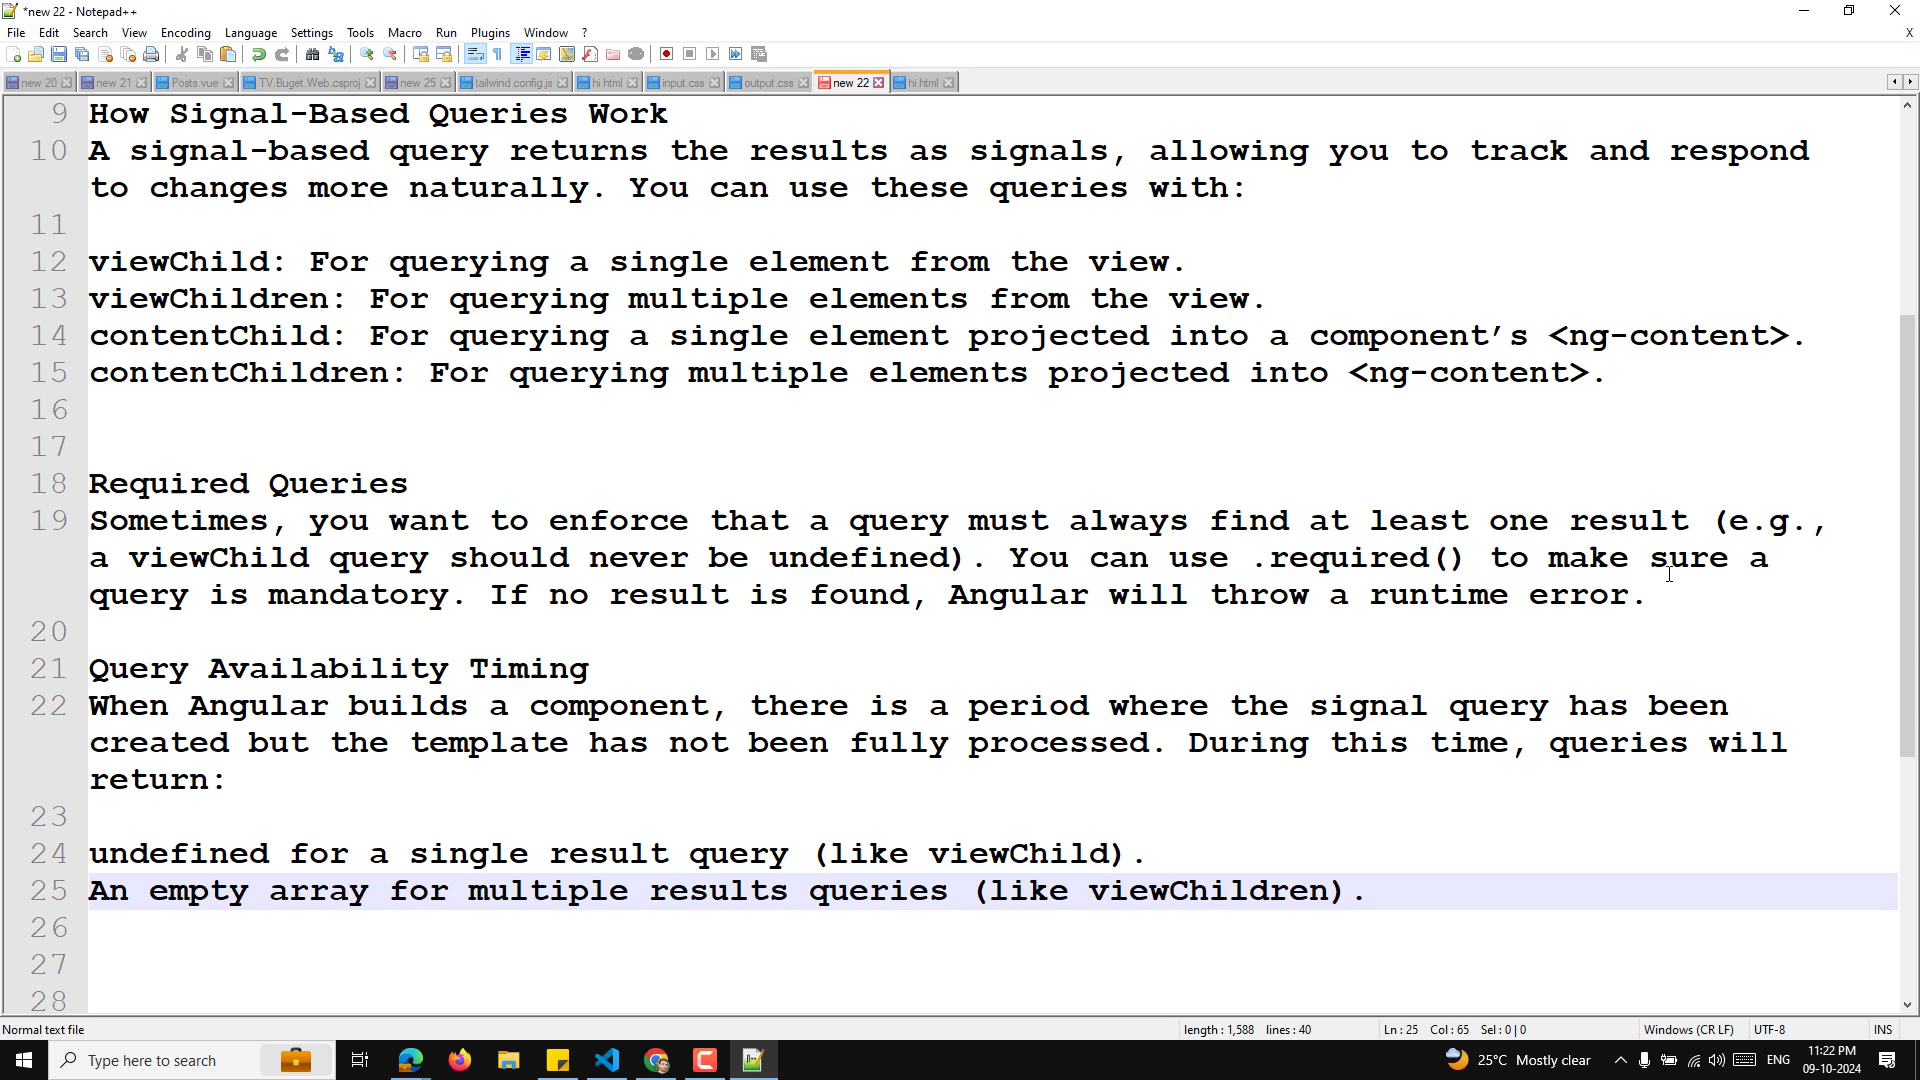 *new 22 - Notepad++
File Edit Search View Encoding Language Settings Tools Macro Run Plugins Window ? X
new 20 new 21 Posts.vue TV.Buget.Web.csproj new 25 tailwind.config.js hi.html input.css output.css new 22 hi.html
9 How Signal-Based Queries Work
10 A signal-based query returns the results as signals, allowing you to track and respond
to changes more naturally. You can use these queries with:
11
12 viewChild: For querying a single element from the view.
13 viewChildren: For querying multiple elements from the view.
14 contentChild: For querying a single element projected into a component’s <ng-content>.
15 contentChildren: For querying multiple elements projected into <ng-content>.
16
17
18 Required Queries
19 Sometimes, you want to enforce that a query must always find at least one result (e.g.,
a viewChild query should never be undefined). You can use .required() to make sure a
query is mandatory. If no result is found, Angular will throw a runtime error.
20
21 Query Availability Timing
22 When Angular builds a component, there is a period where the signal query has been
created but the template has not been fully processed. During this time, queries will
return:
23
24 undefined for a single result query (like viewChild).
25 An empty array for multiple results queries (like viewChildren).
26
27
28
Normal text file length : 1,588 lines : 40 Ln : 25 Col : 65 Sel : 0 | 0 Windows (CR LF) UTF-8 INS
Type here to search 25°C Mostly clear ENG 11:22 PM
09-10-2024